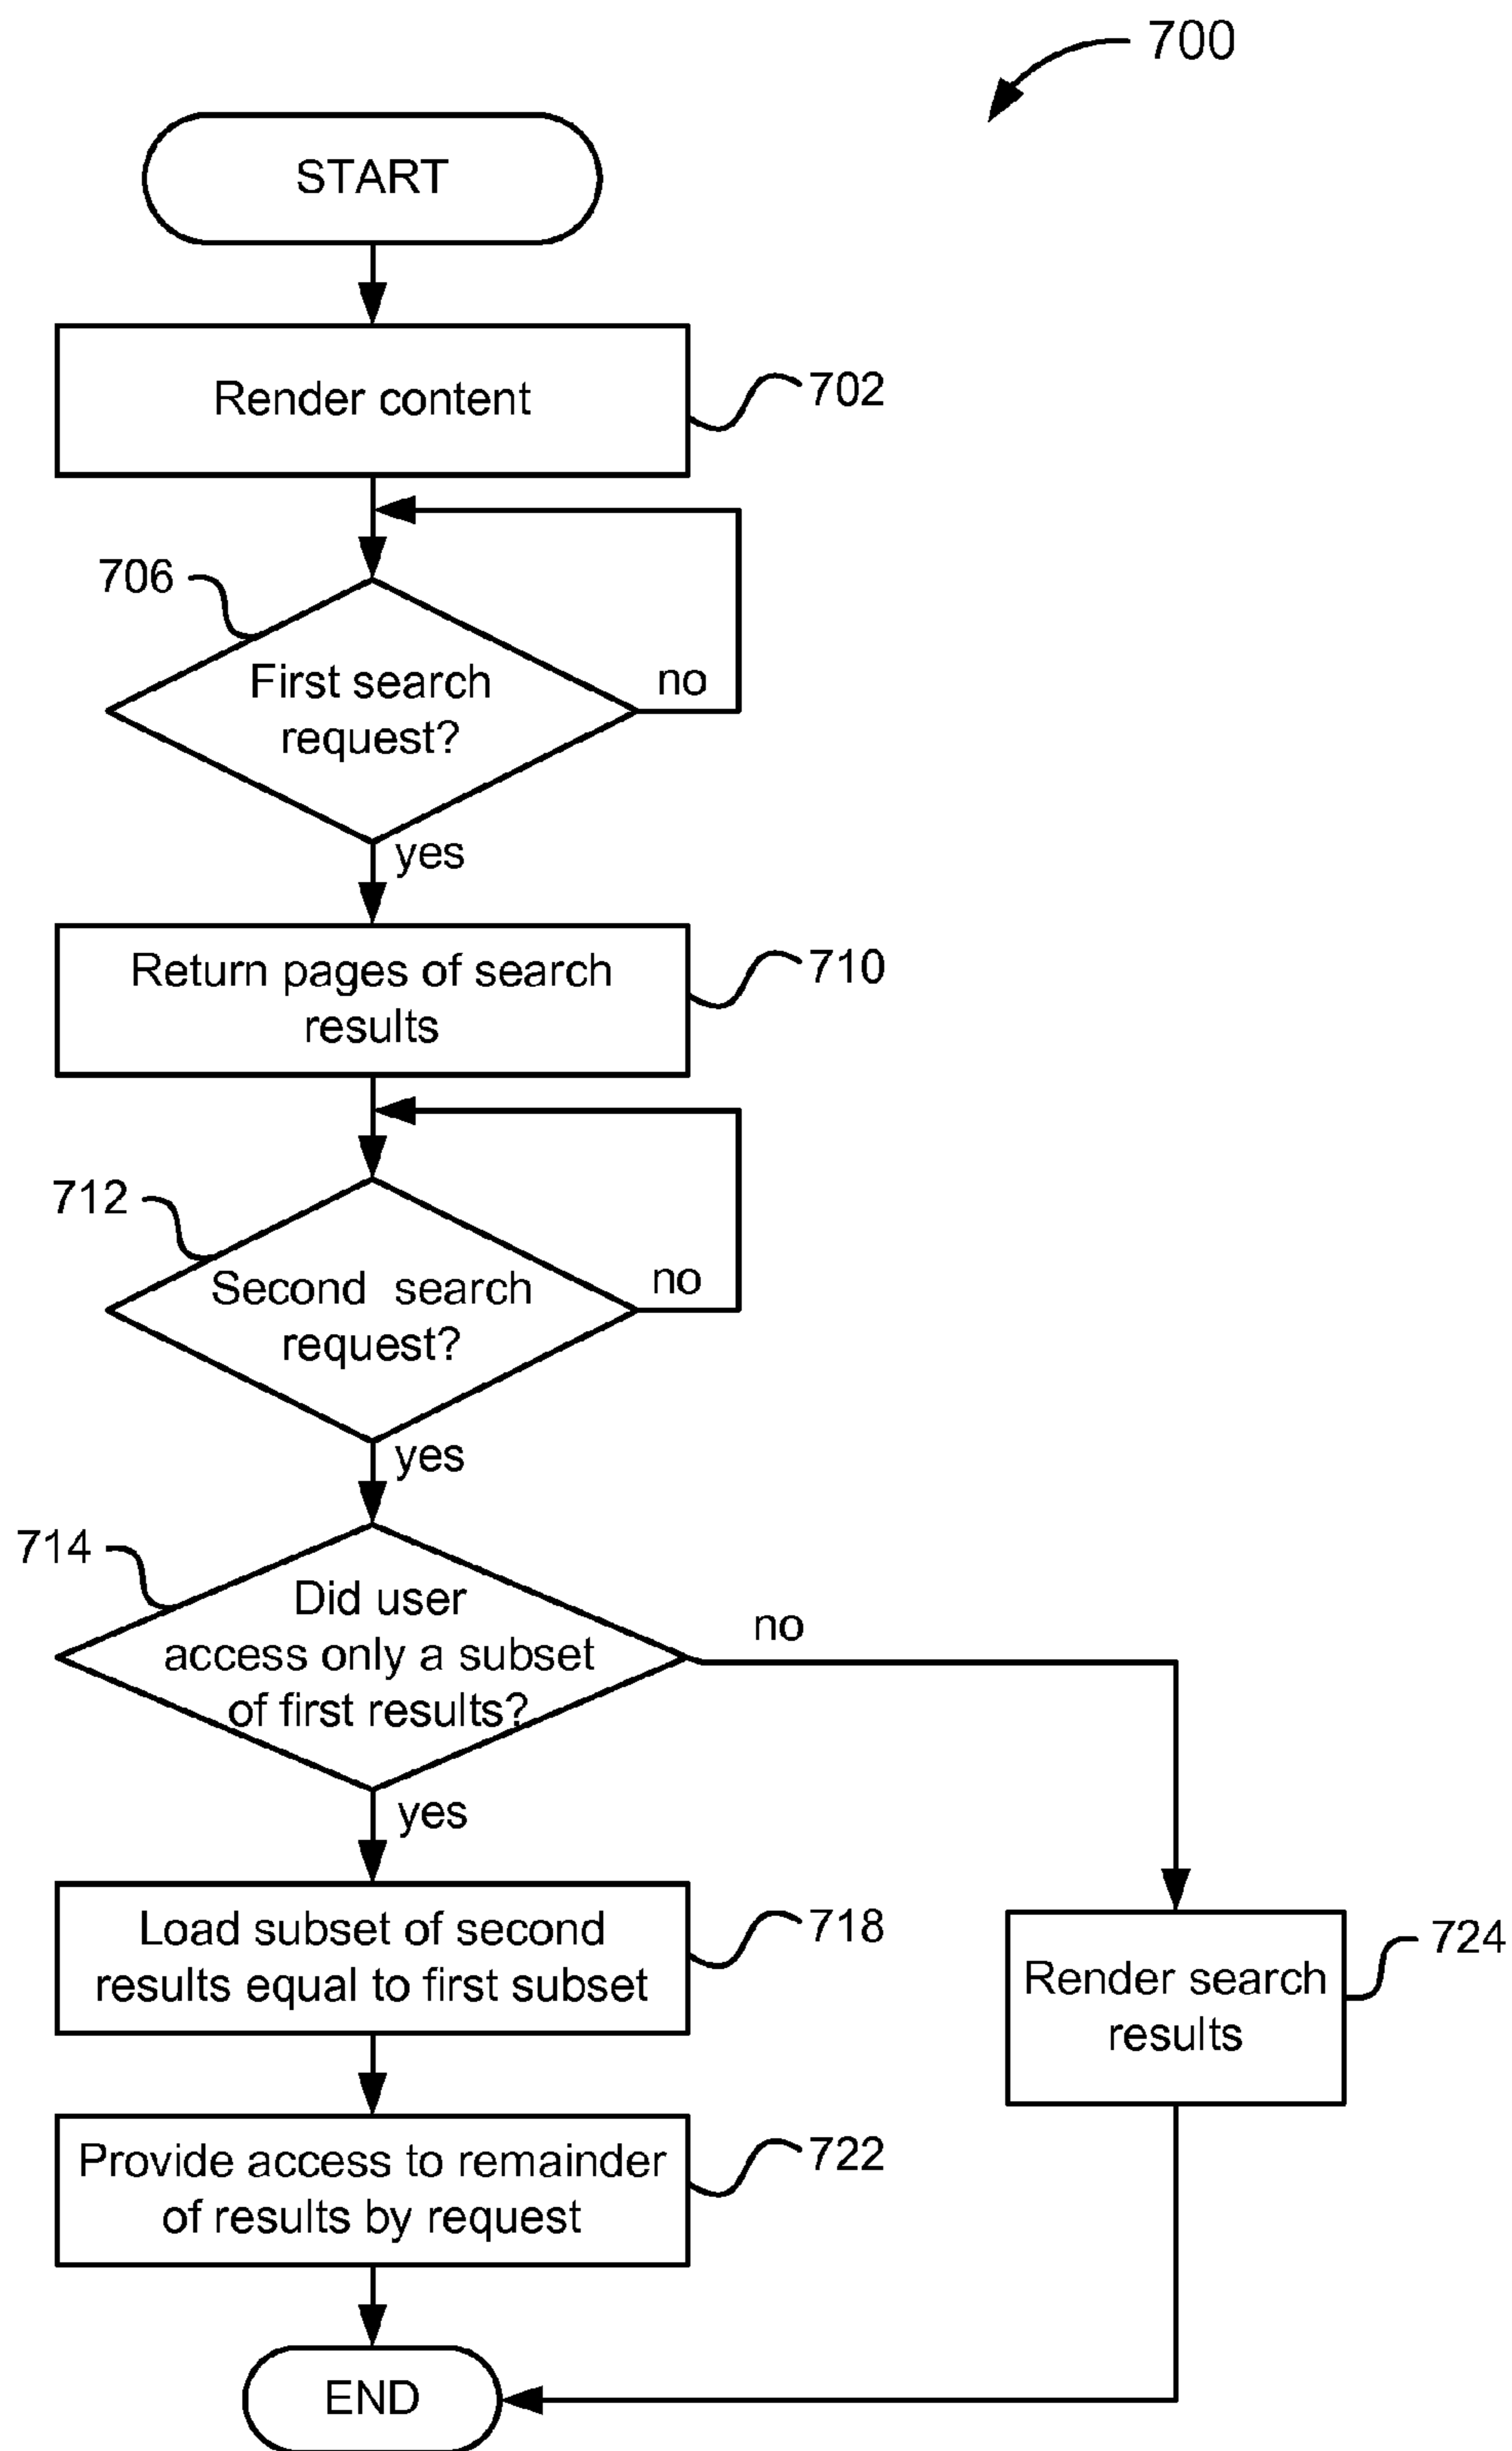 700
START
Render content
702
706
First search
request?
no
yes
Return pages of search
results
710
712
Second search
request?
no
yes
714
Did user
access only a subset
of first results?
no
yes
Load subset of second
results equal to first subset
718
Render search
results
724
Provide access to remainder
of results by request
722
END